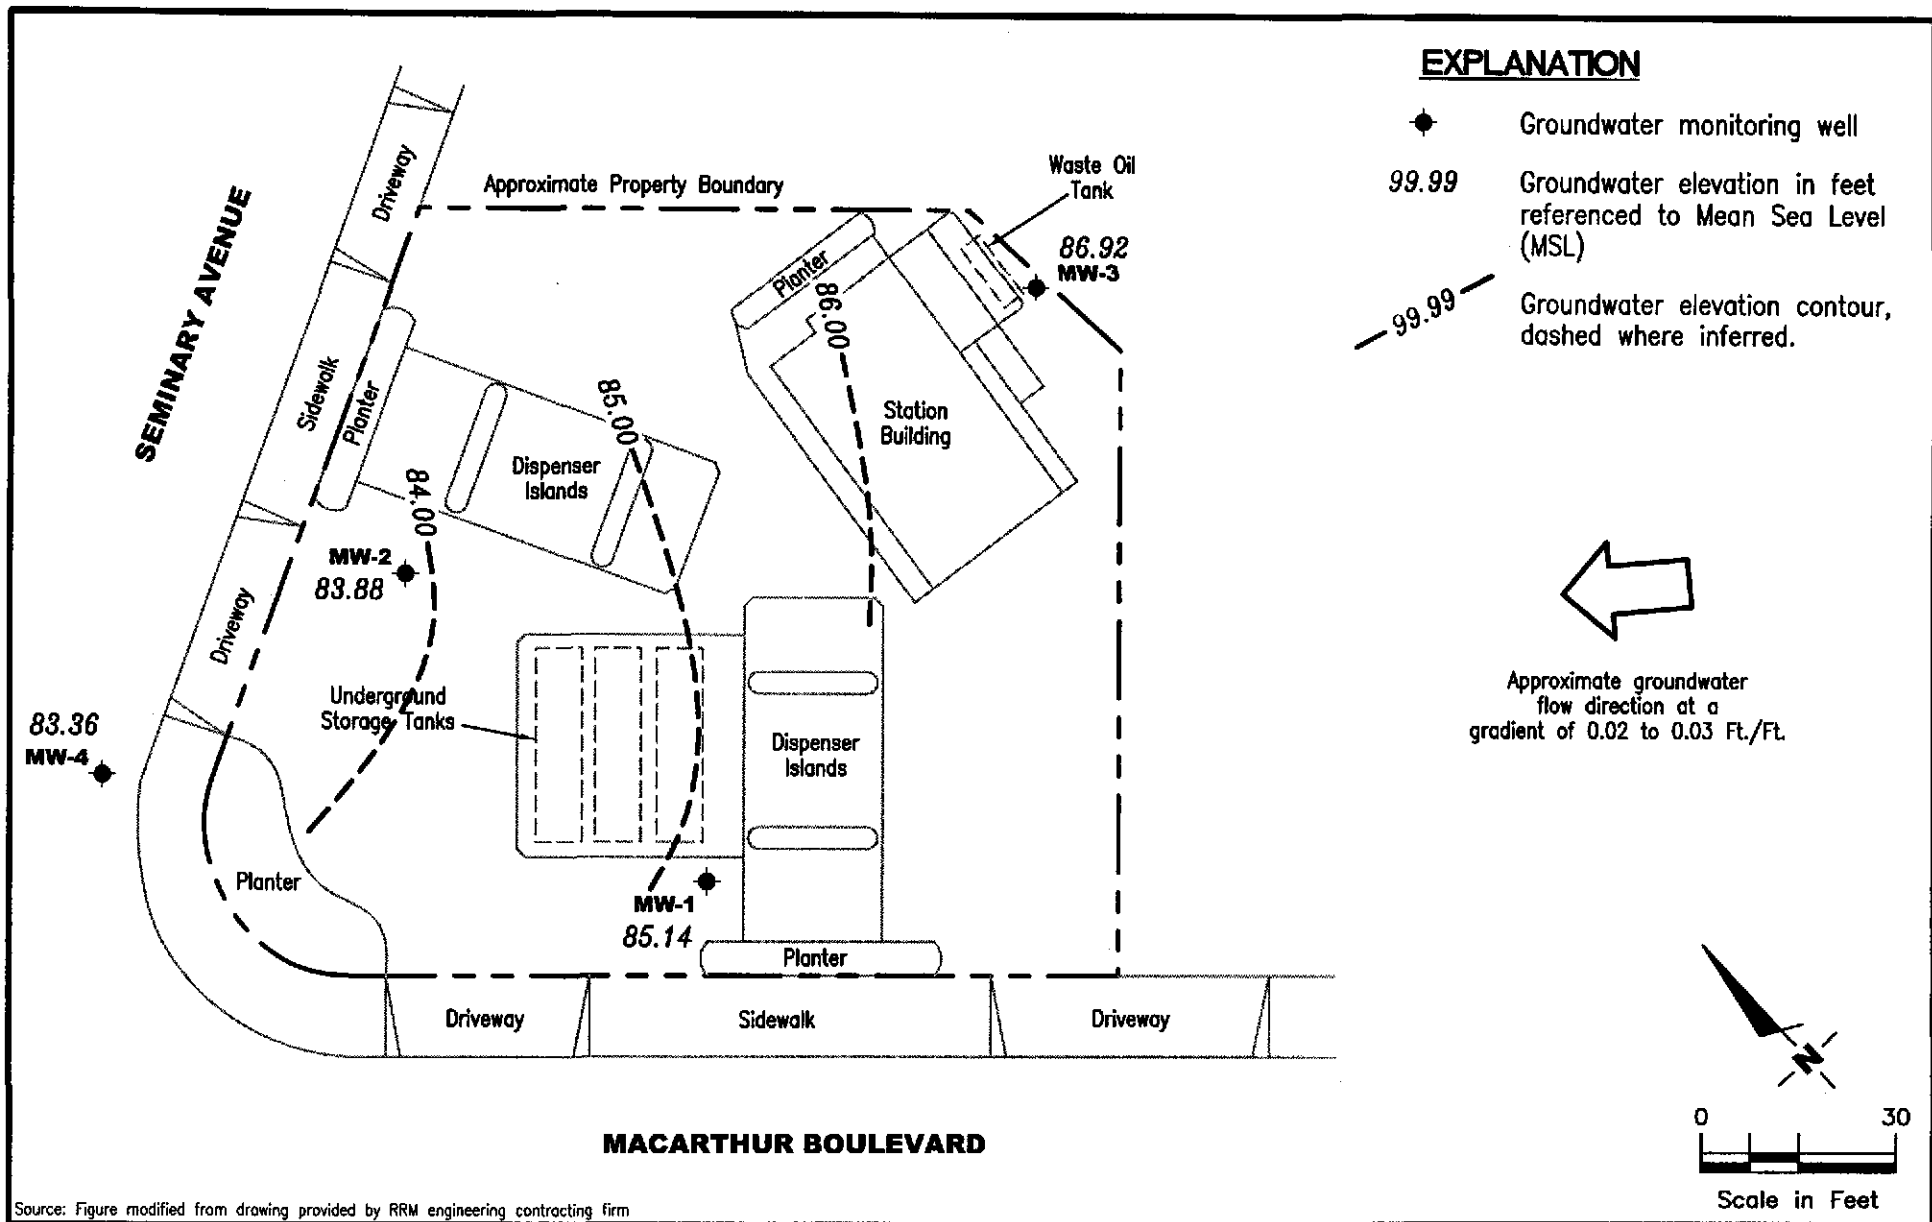 EXPLANATION
Groundwater monitoring well
99.99
Groundwater elevation in feet
referenced to Mean Sea Level
(MSL)
99.99
Groundwater elevation contour,
dashed where inferred.
Waste Oil
Tank
Approximate Property Boundary
Driveway
SEMINARY AVENUE
86.92
MW-3
Planter
86.00
Sidewalk
Planter
85.00
Station
Building
Dispenser
Islands
84.00
MW-2
83.88
Driveway
Underground
Storage Tanks
83.36
MW-4
Dispenser
Islands
Approximate groundwater
flow direction at a
gradient of 0.02 to 0.03 Ft./Ft.
Planter
MW-1
85.14
Planter
Driveway
Sidewalk
Driveway
N
MACARTHUR BOULEVARD
0
30
Scale in Feet
Source: Figure modified from drawing provided by RRM engineering contracting firm